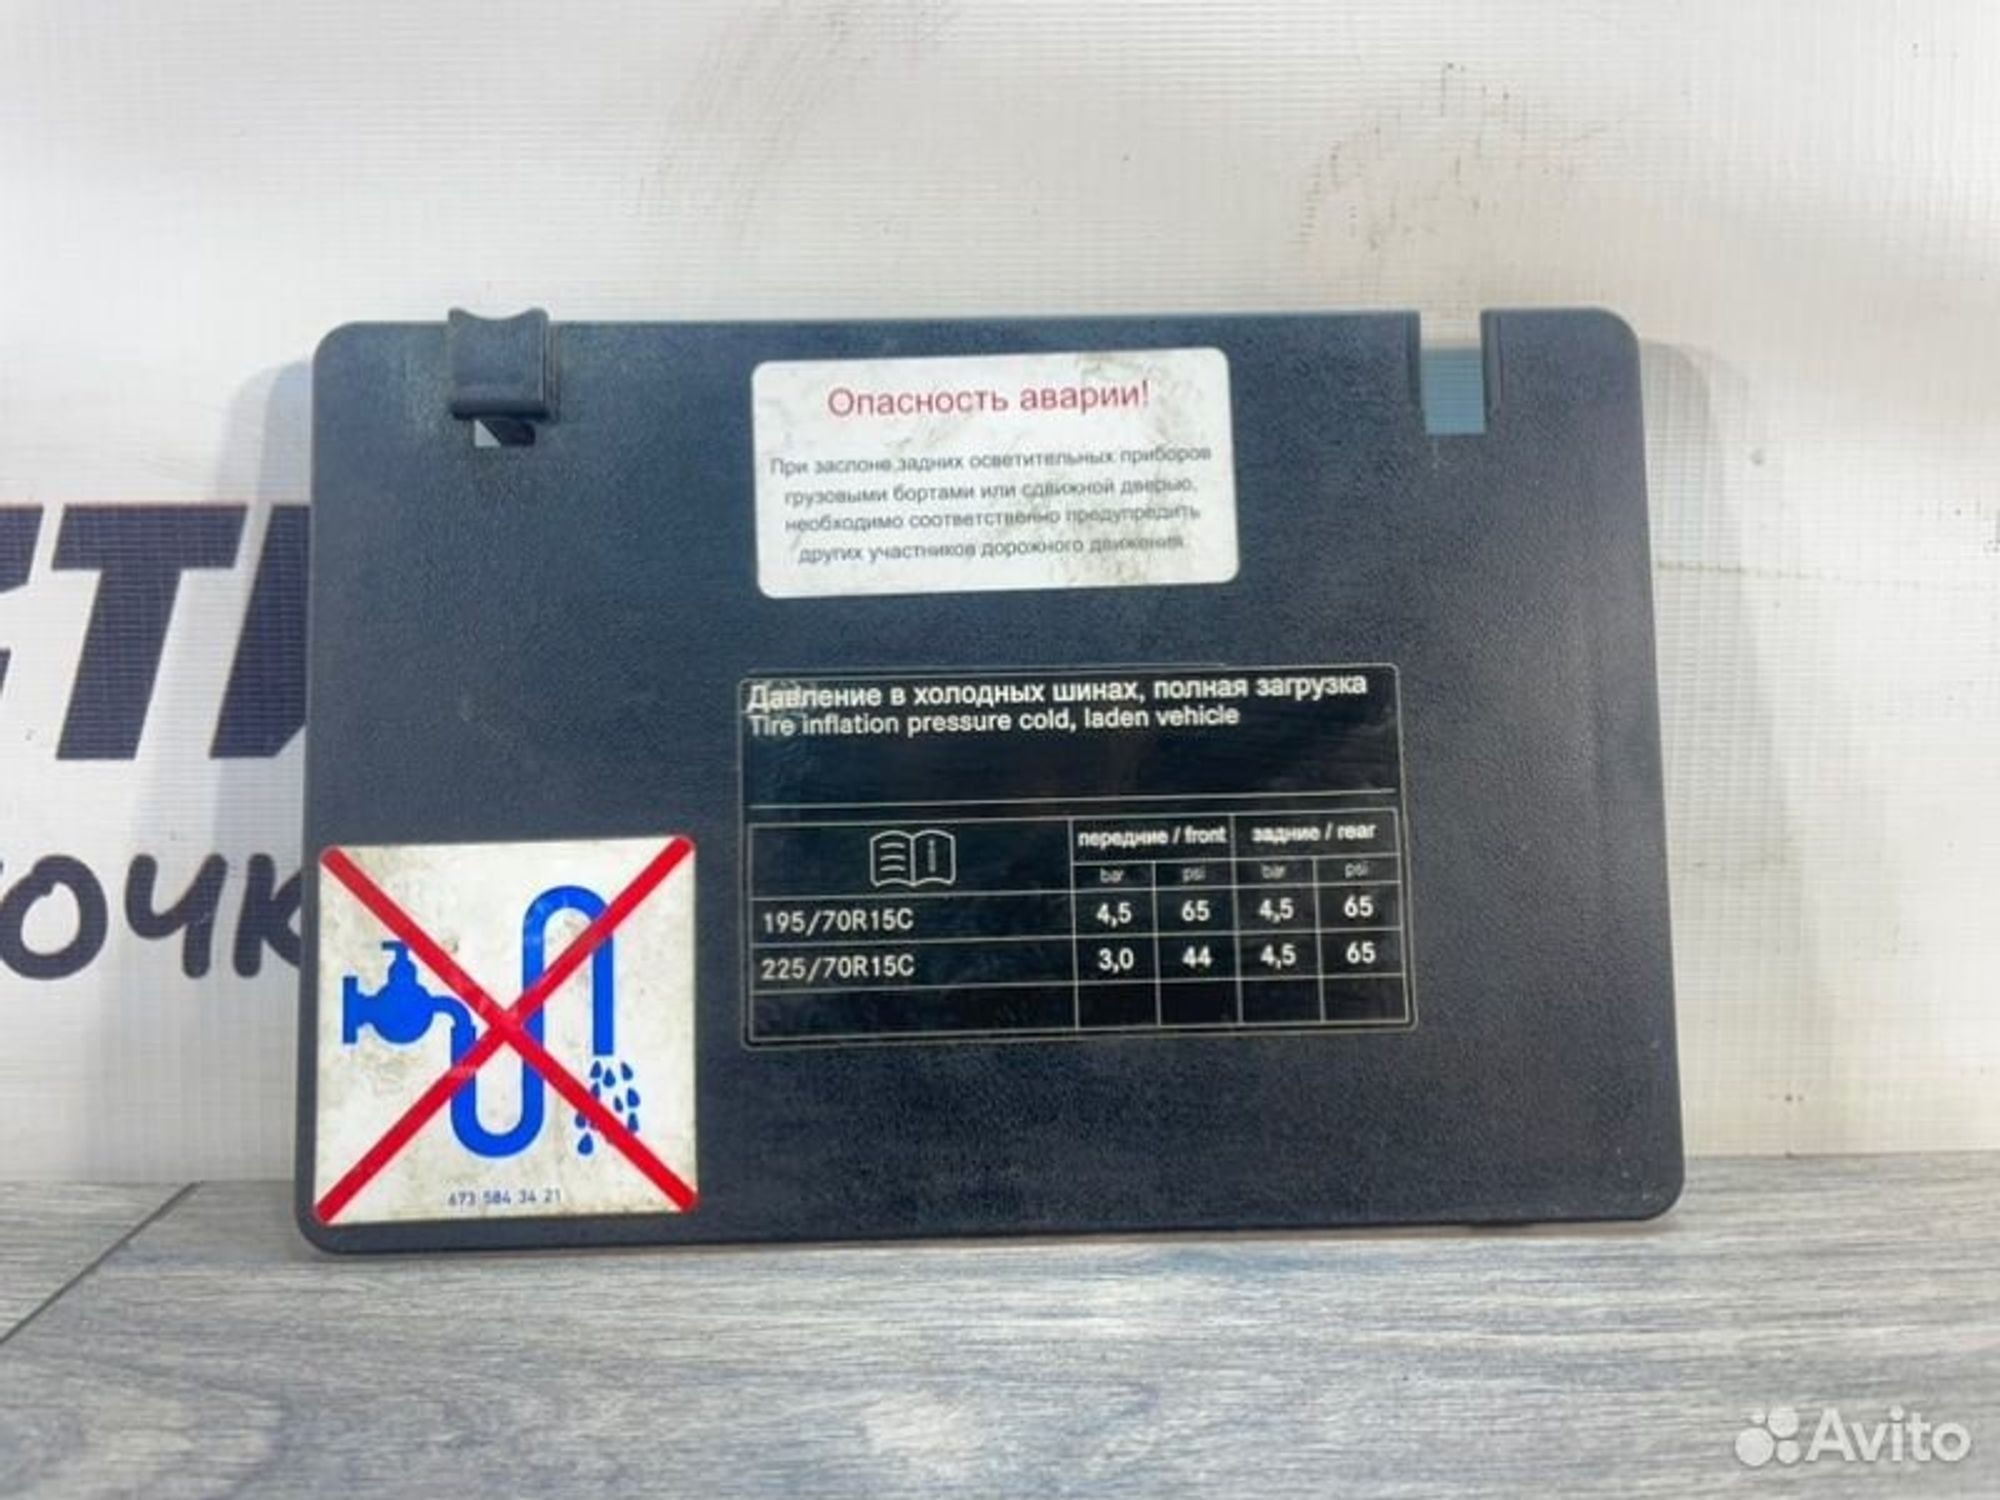 Опасность аварии!
При заслоне задних осветительных приборов
грузовыми бортами или сдвижной дверью,
необходимо соответственно предупредить
других участников дорожного движения.
Давление в холодных шинах, полная загрузка
Tire inflation pressure cold, laden vehicle
передние / front задние / rear
bar psi bar psi
195/70R15C 4,5 65 4,5 65
225/70R15C 3,0 44 4,5 65
673 584 34 21
Avito